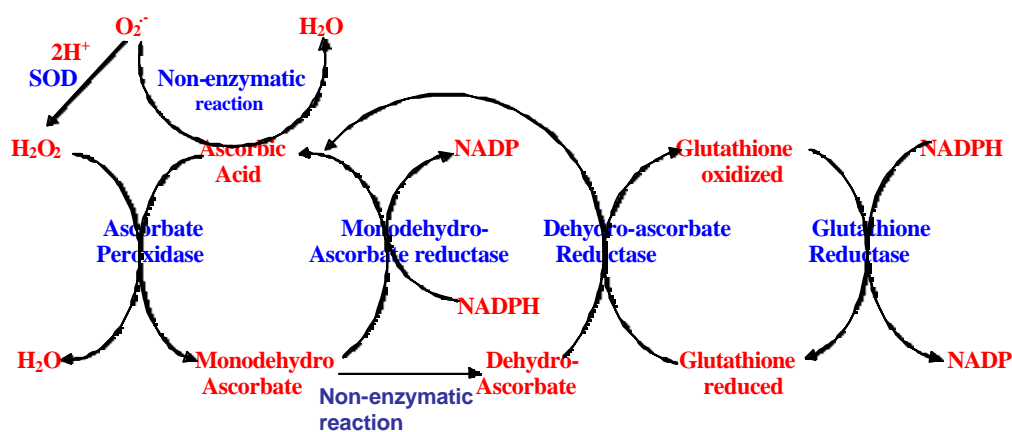 O₂·⁻
H₂O
2H⁺
SOD
Non-enzymatic
reaction
H₂O₂
Ascorbic
Acid
NADP
Glutathione
oxidized
NADPH
Ascorbate
Peroxidase
Monodehydro-
Ascorbate reductase
Dehydro-ascorbate
Reductase
Glutathione
Reductase
NADPH
H₂O
Monodehydro
Ascorbate
Dehydro-
Ascorbate
Glutathione
reduced
NADP
Non-enzymatic
reaction